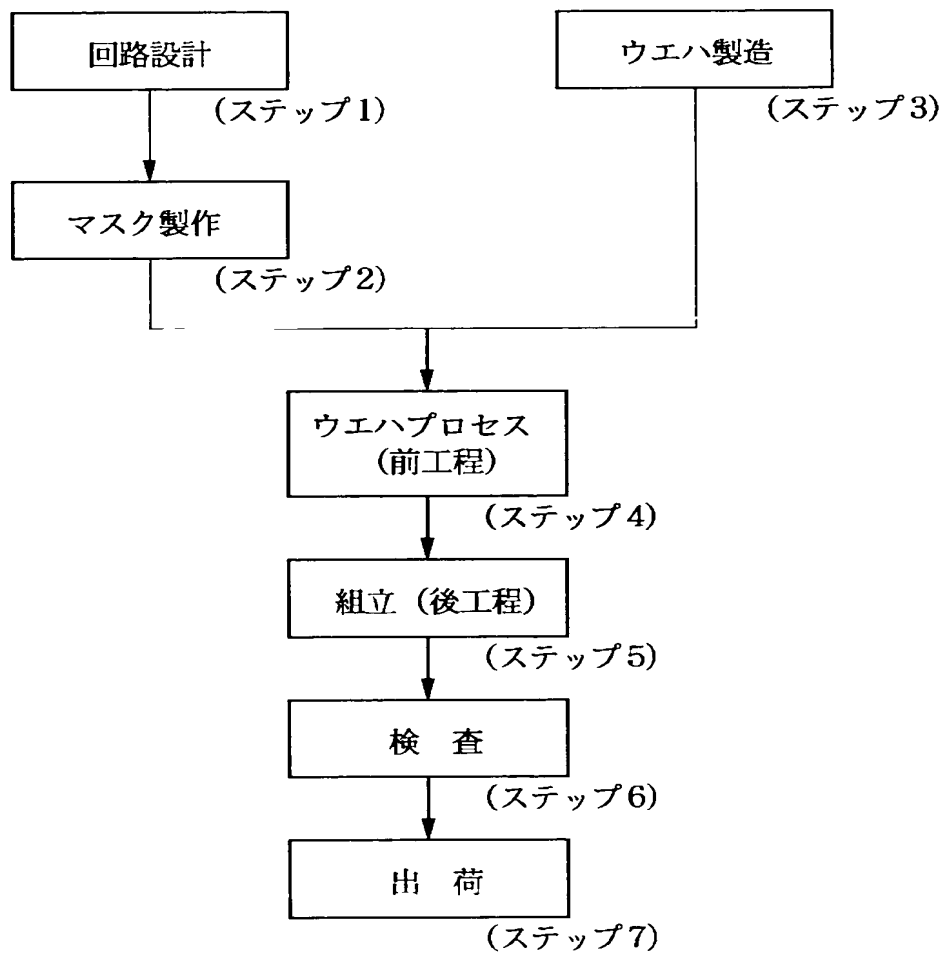 回路設計
(ステップ1)
ウエハ製造
(ステップ3)
マスク製作
(ステップ2)
ウエハプロセス
(前工程)
(ステップ4)
組立(後工程)
(ステップ5)
検 査
(ステップ6)
出 荷
(ステップ7)